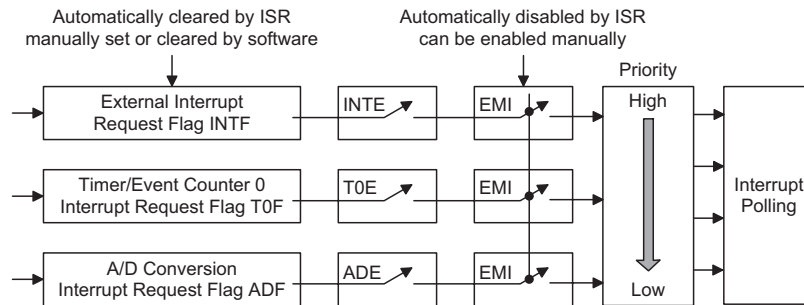 Automatically cleared by ISR
manually set or cleared by software
Automatically disabled by ISR
can be enabled manually
Priority
External Interrupt
Request Flag INTF
INTE
EMI
High
Timer/Event Counter 0
Interrupt Request Flag T0F
T0E
EMI
Interrupt
Polling
A/D Conversion
Interrupt Request Flag ADF
ADE
EMI
Low